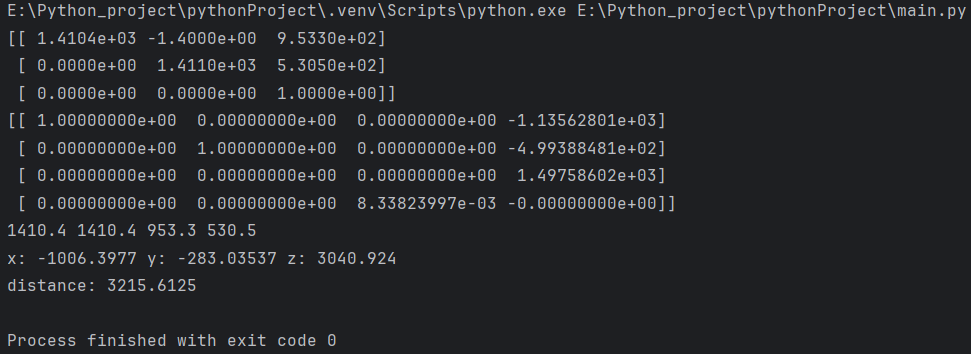 E:\Python_project\pythonProject\.venv\Scripts\python.exe E:\Python_project\pythonProject\main.py
[[ 1.4104e+03 -1.4000e+00  9.5330e+02]
 [ 0.0000e+00  1.4110e+03  5.3050e+02]
 [ 0.0000e+00  0.0000e+00  1.0000e+00]]
[[ 1.00000000e+00  0.00000000e+00  0.00000000e+00 -1.13562801e+03]
 [ 0.00000000e+00  1.00000000e+00  0.00000000e+00 -4.99388481e+02]
 [ 0.00000000e+00  0.00000000e+00  0.00000000e+00  1.49758602e+03]
 [ 0.00000000e+00  0.00000000e+00  8.33823997e-03 -0.00000000e+00]]
1410.4 1410.4 953.3 530.5
x: -1006.3977 y: -283.03537 z: 3040.924
distance: 3215.6125
Process finished with exit code 0